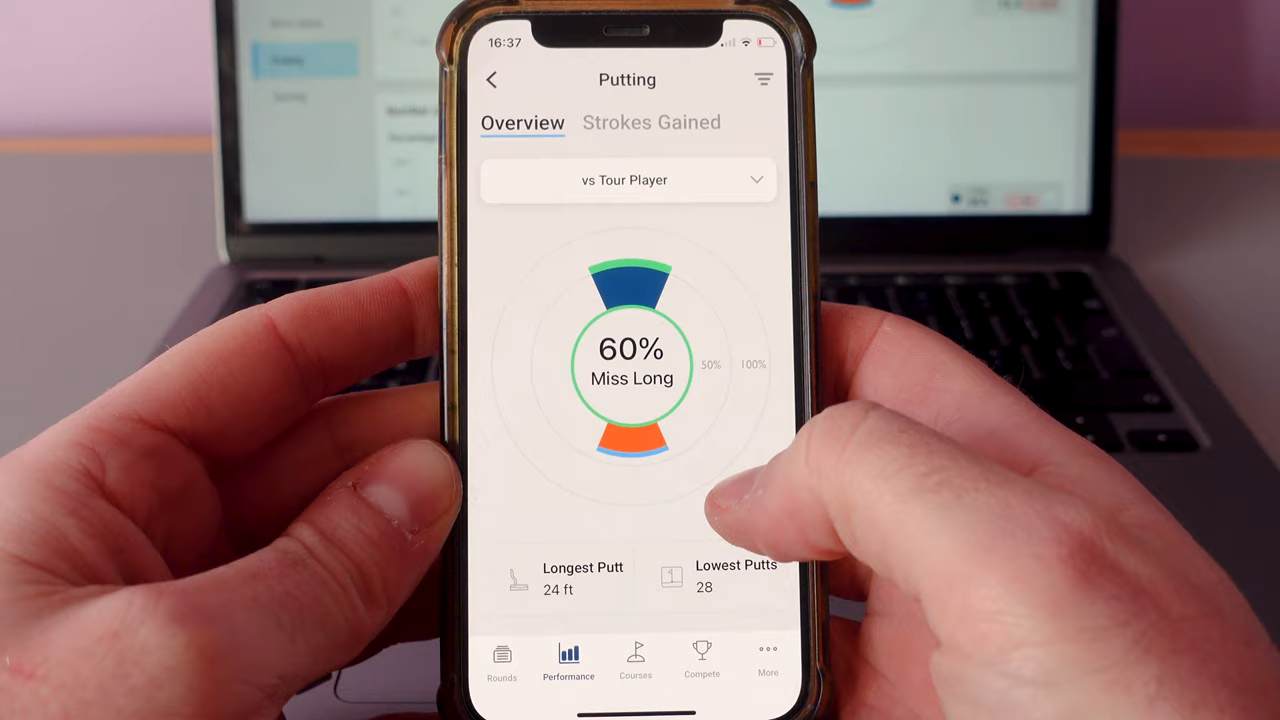 16:37
Putting
Overview Strokes Gained
vs Tour Player
60%
Miss Long
50% 100%
Longest Putt
24 ft
Lowest Putts
28
1
Rounds Performance Courses Compete More